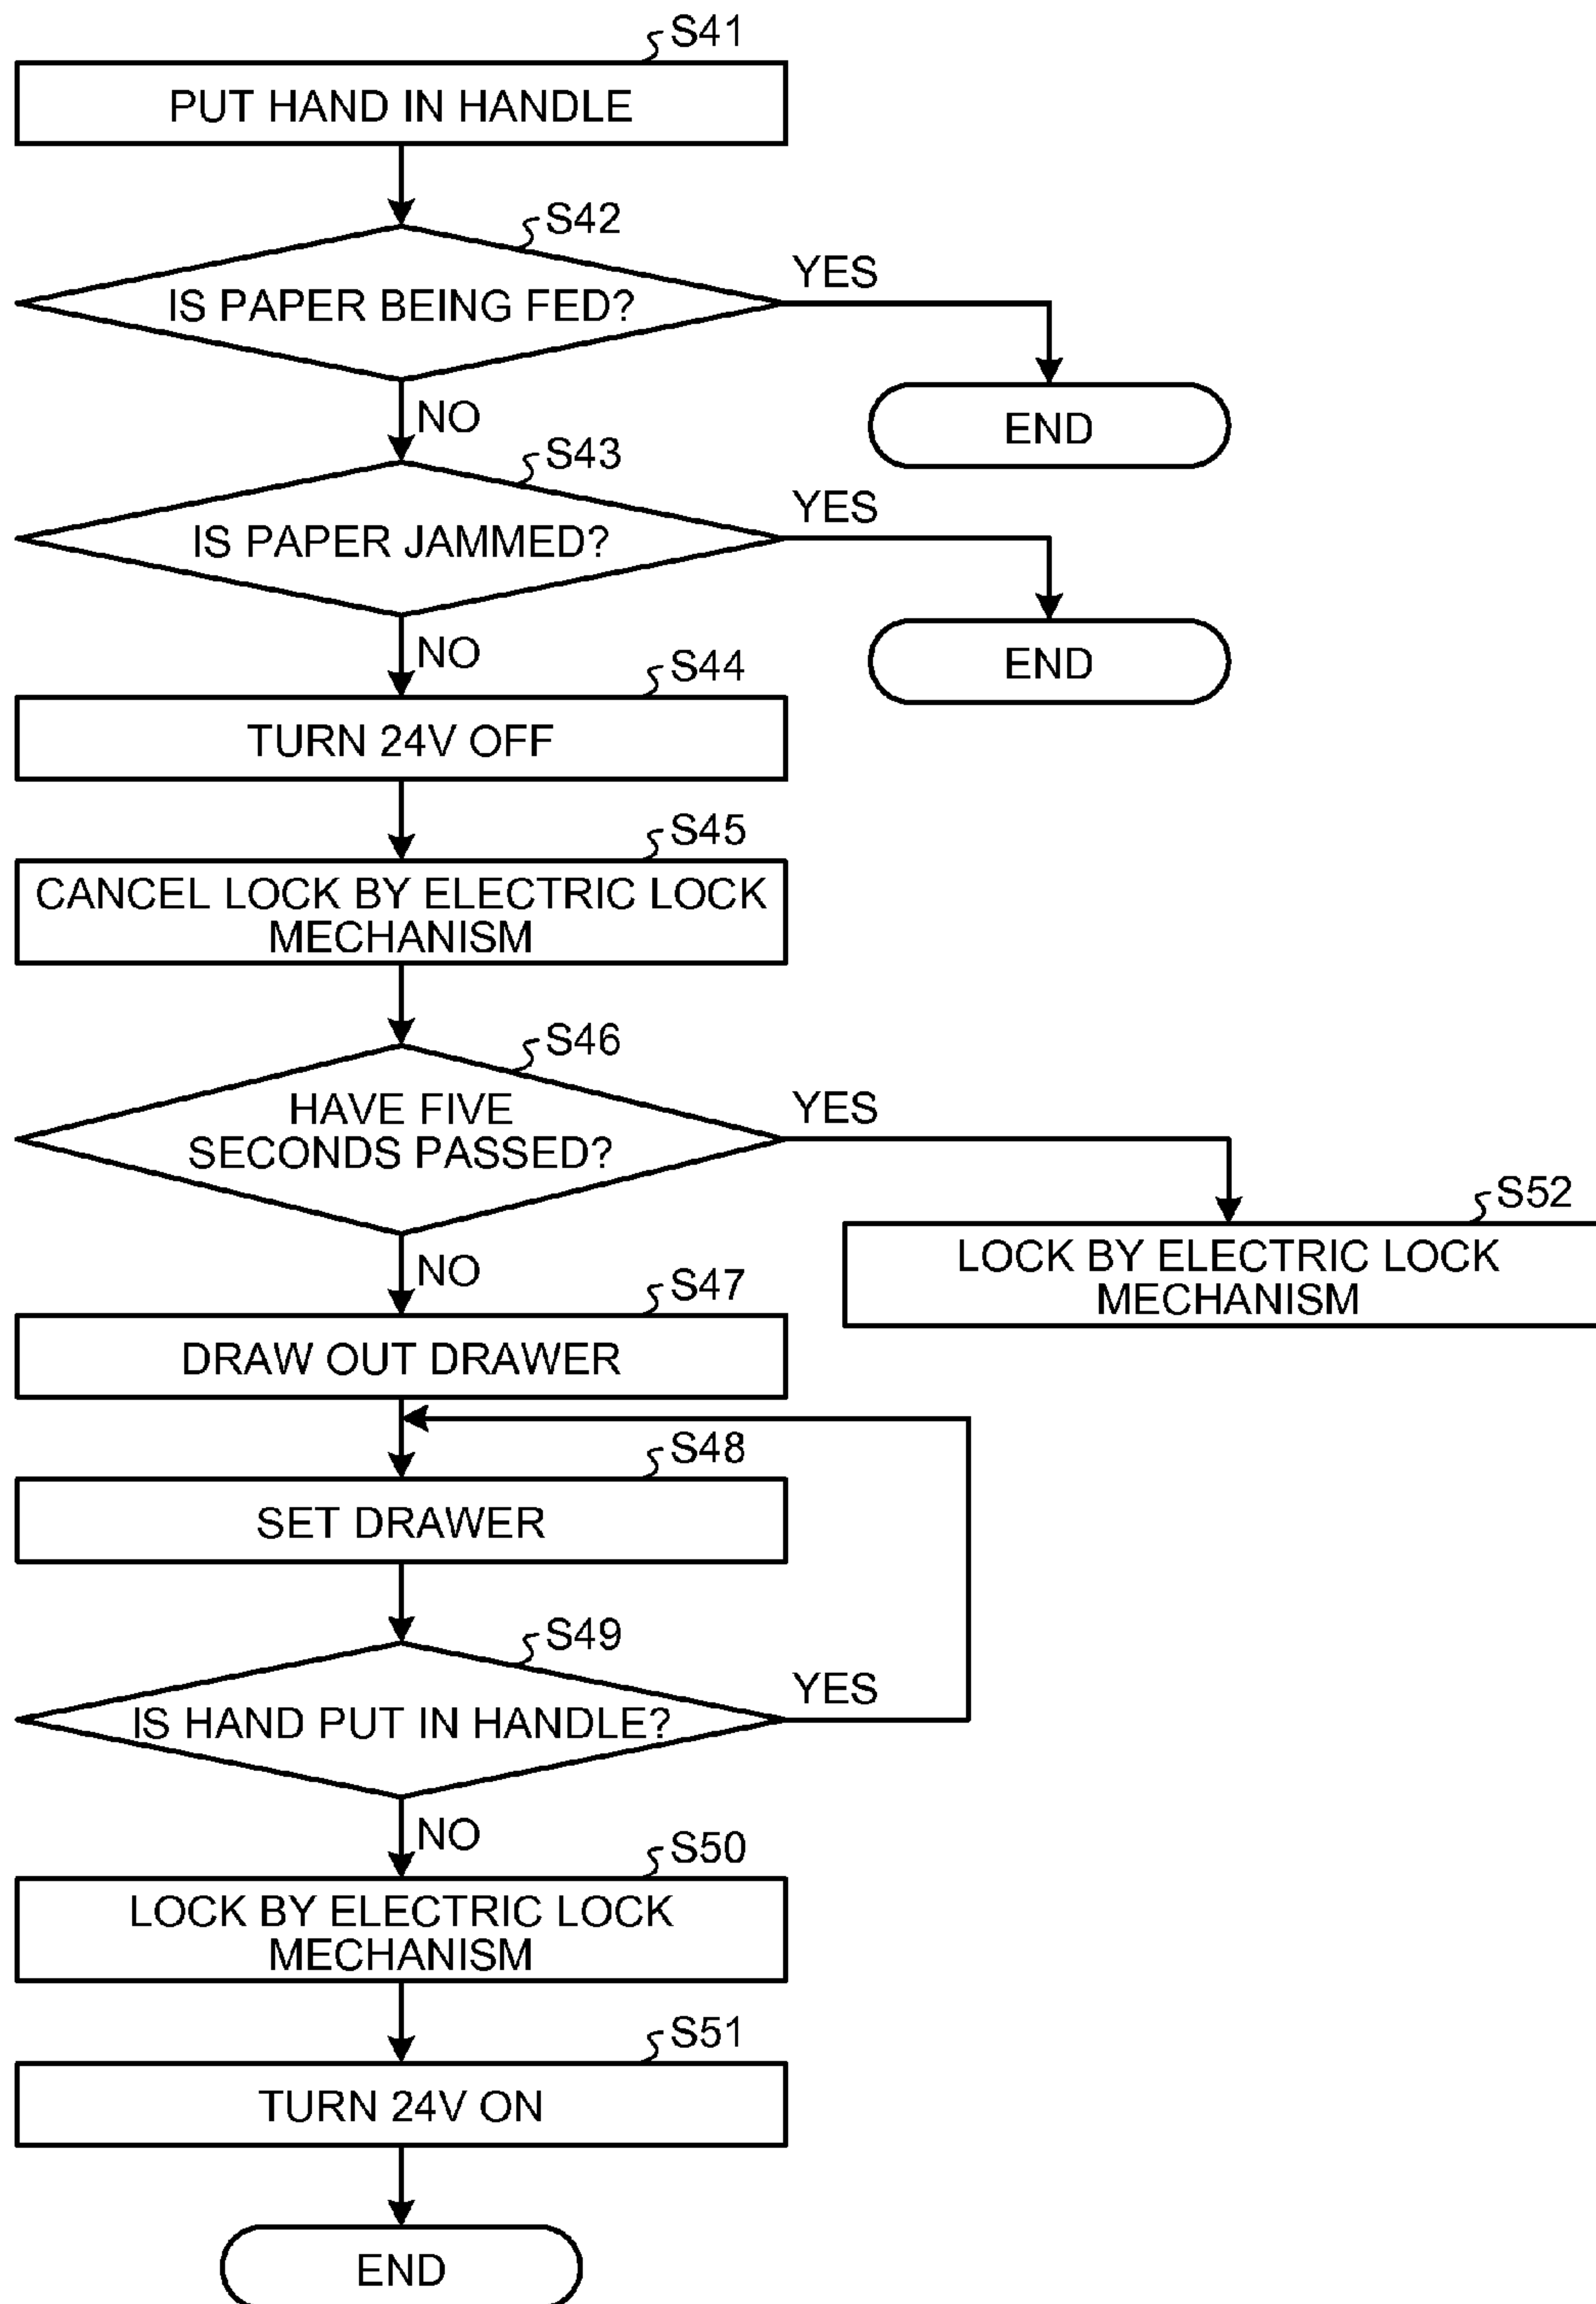 S41
PUT HAND IN HANDLE
S42
IS PAPER BEING FED?
YES
END
NO
S43
IS PAPER JAMMED?
YES
END
NO
S44
TURN 24V OFF
S45
CANCEL LOCK BY ELECTRIC LOCK
MECHANISM
S46
HAVE FIVE
SECONDS PASSED?
YES
S52
LOCK BY ELECTRIC LOCK
MECHANISM
NO
S47
DRAW OUT DRAWER
S48
SET DRAWER
S49
IS HAND PUT IN HANDLE?
YES
NO
S50
LOCK BY ELECTRIC LOCK
MECHANISM
S51
TURN 24V ON
END